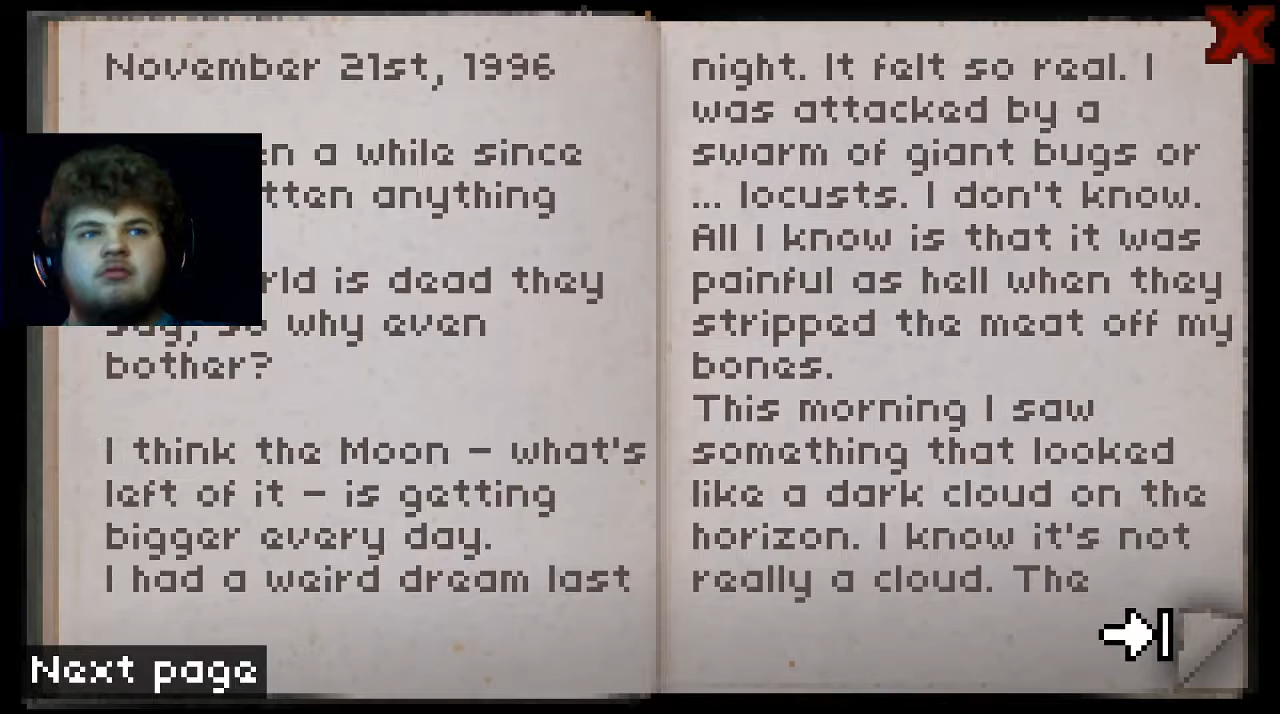 November 21st, 1996
a while since
anything
is dead they
why even
bother?
I think the Moon – what's
left of it – is getting
bigger every day.
I had a weird dream last
night. It felt so real. I
was attacked by a
swarm of giant bugs or
... locusts. I don't know.
All I know is that it was
painful as hell when they
stripped the meat off my
bones.
This morning I saw
something that looked
like a dark cloud on the
horizon. I know it's not
really a cloud. The
Next page